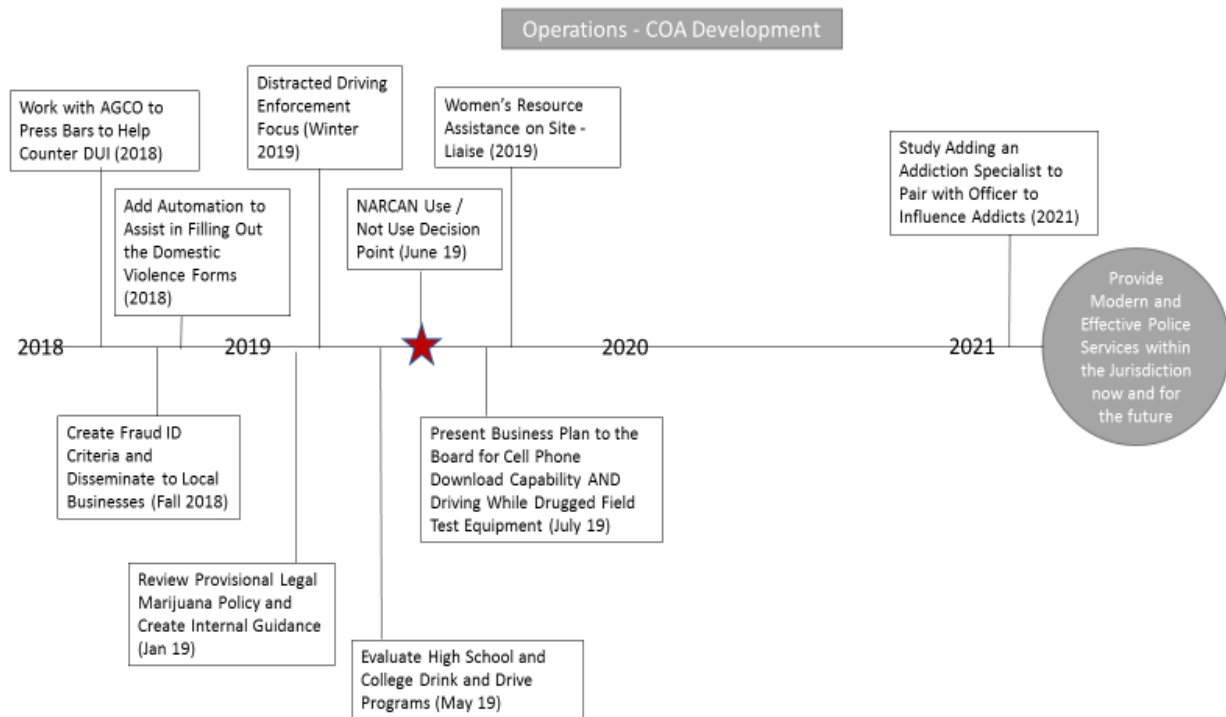 Operations - COA Development
Work with AGCO to
Press Bars to Help
Counter DUI (2018)
Distracted Driving
Enforcement
Focus (Winter
2019)
Women's Resource
Assistance on Site -
Liaise (2019)
Study Adding an
Addiction Specialist to
Pair with Officer to
Influence Addicts (2021)
Add Automation to
Assist in Filling Out
the Domestic
Violence Forms
(2018)
NARCAN Use /
Not Use Decision
Point (June 19)
2018
2019
2020
2021
Provide
Modern and
Effective Police
Services within
the Jurisdiction
now and for
the future
Create Fraud ID
Criteria and
Disseminate to Local
Businesses (Fall 2018)
Present Business Plan to the
Board for Cell Phone
Download Capability AND
Driving While Drugged Field
Test Equipment (July 19)
Review Provisional Legal
Marijuana Policy and
Create Internal Guidance
(Jan 19)
Evaluate High School and
College Drink and Drive
Programs (May 19)